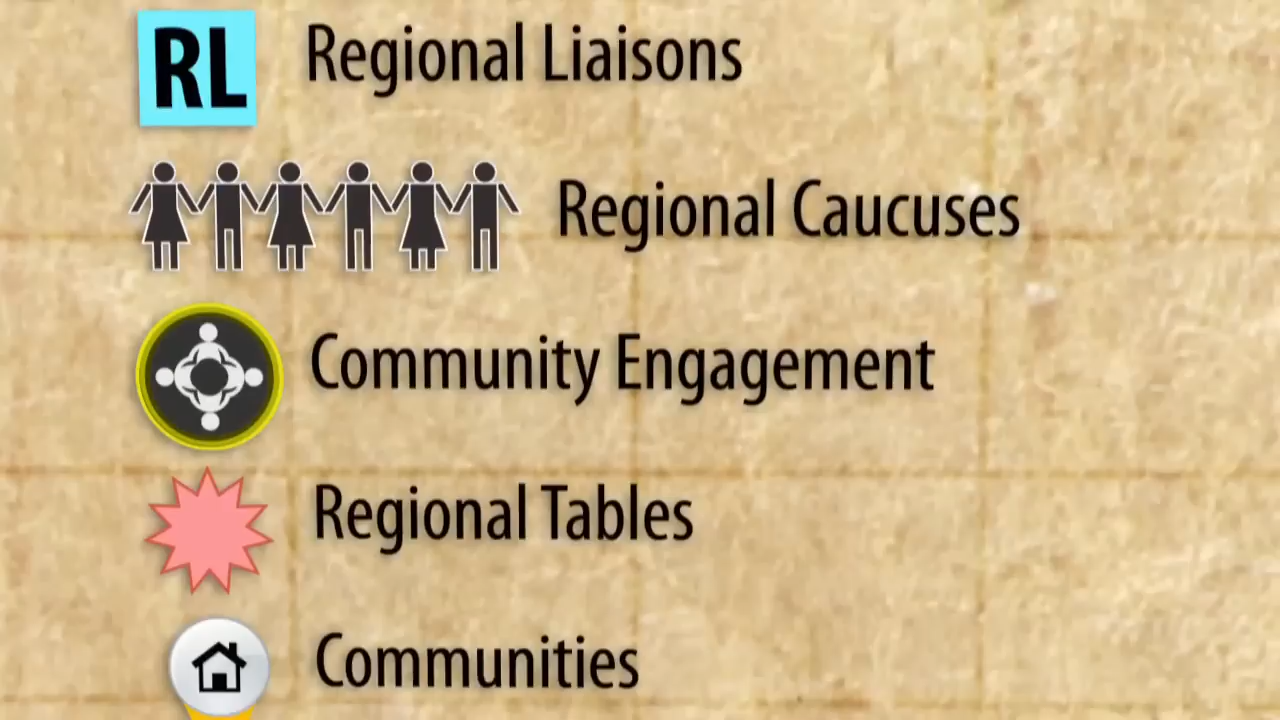 RL Regional Liaisons
Regional Caucuses
Community Engagement
Regional Tables
Communities